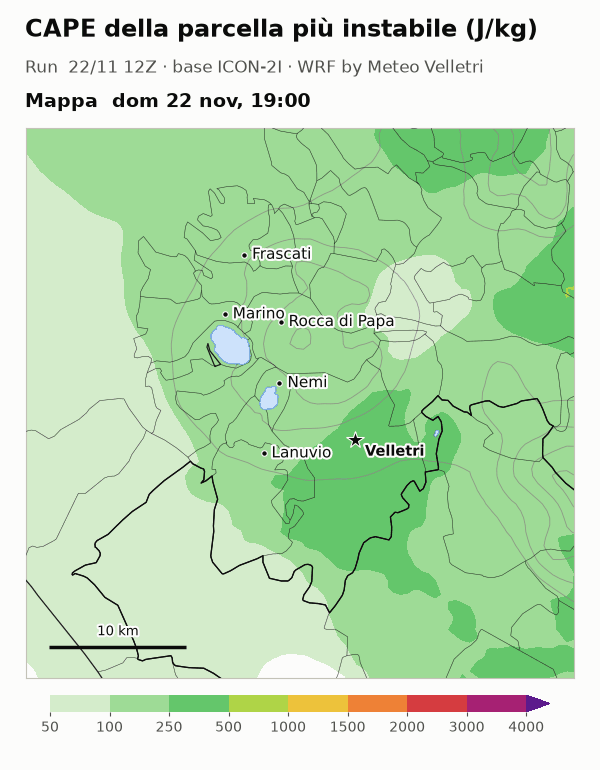 CAPE della parcella più instabile (J/kg)
Run  22/11 12Z · base ICON-2I · WRF by Meteo Velletri
Mappa  dom 22 nov, 19:00
Frascati
Marino
Rocca di Papa
Nemi
Velletri
Lanuvio
10 km
50 100 250 500 1000 1500 2000 3000 4000